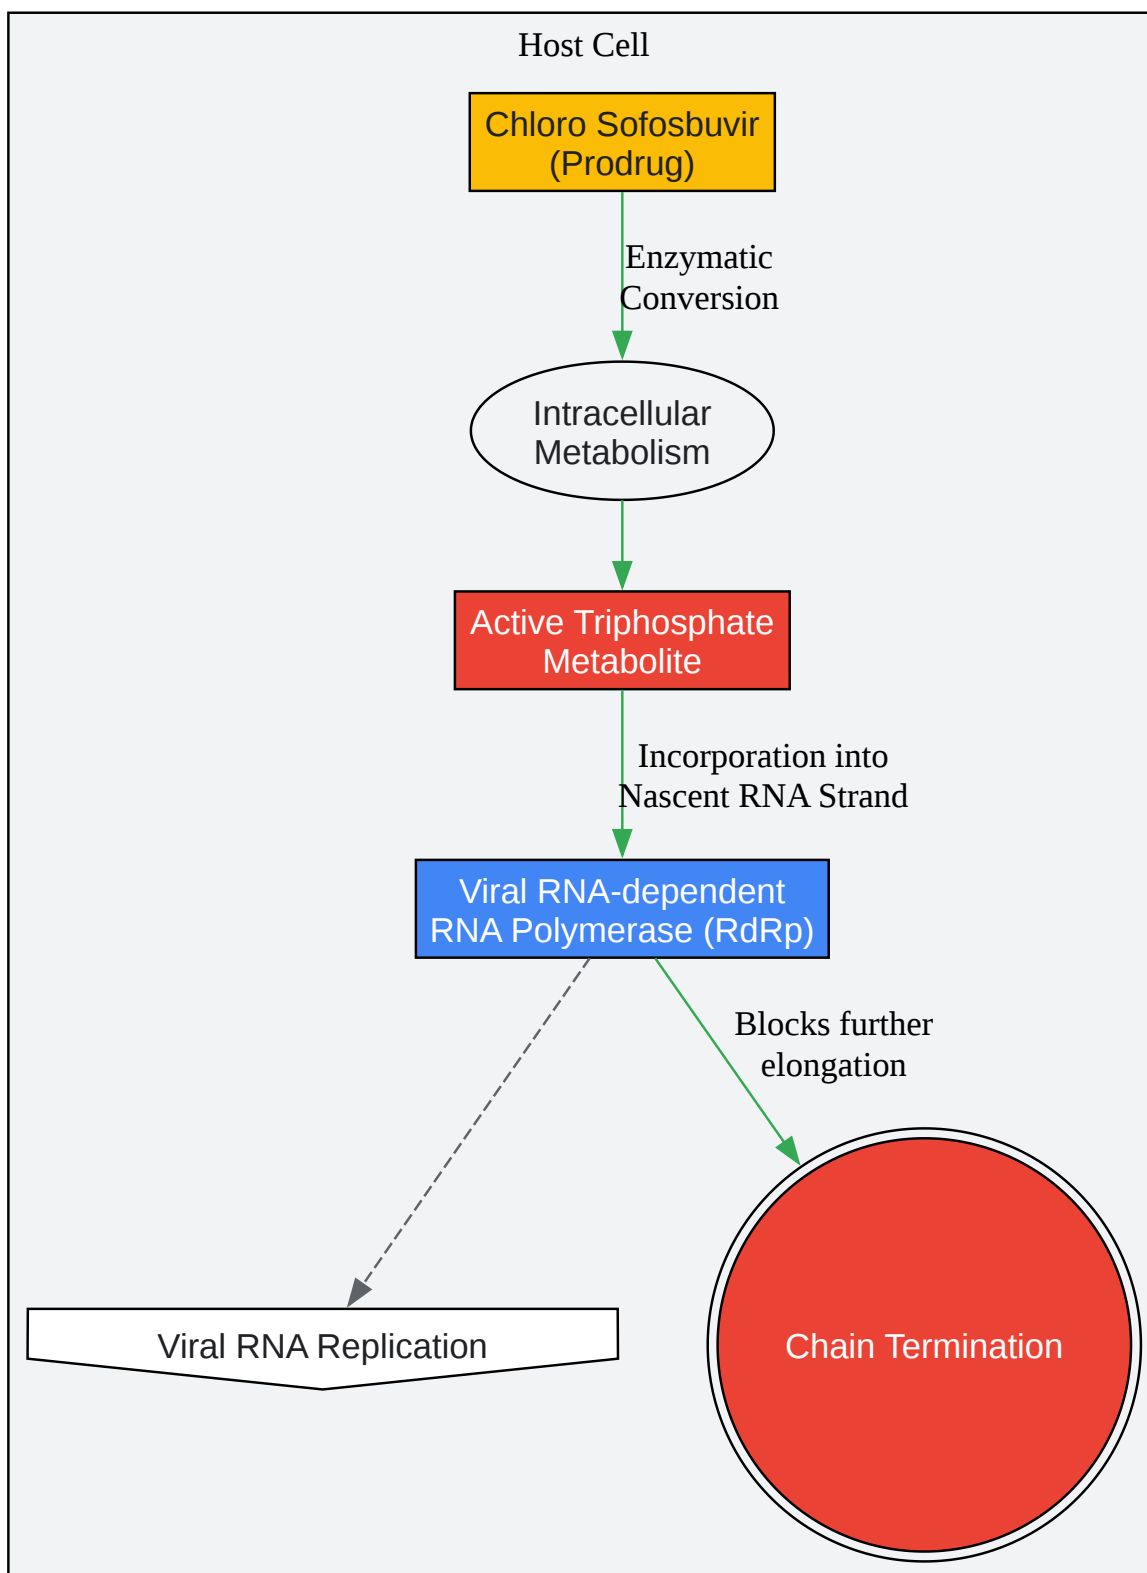 Host Cell
Chloro Sofosbuvir
(Prodrug)
Enzymatic
Conversion
Intracellular
Metabolism
Active Triphosphate
Metabolite
Incorporation into
Nascent RNA Strand
Viral RNA-dependent
RNA Polymerase (RdRp)
Blocks further
elongation
Viral RNA Replication
Chain Termination